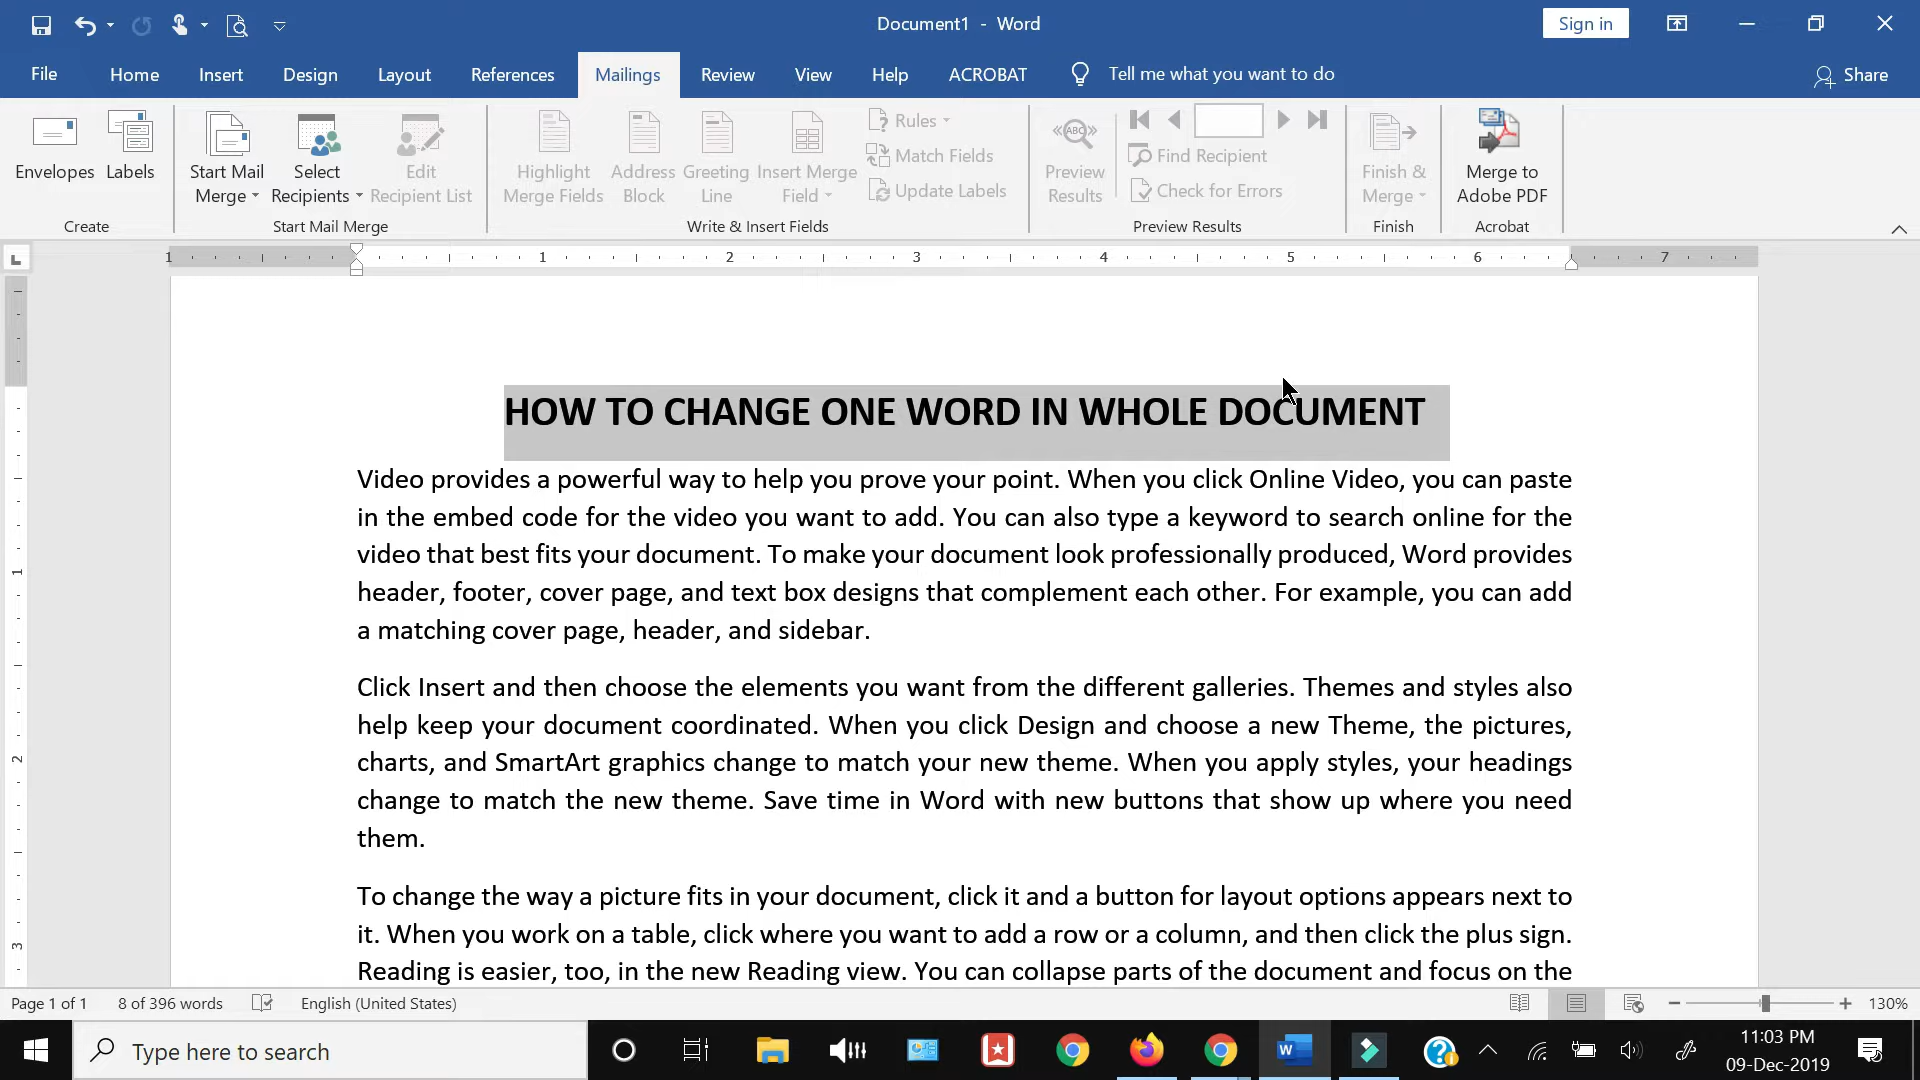 Document1 - Word
Sign in
File Home Insert Design Layout References Mailings Review View Help ACROBAT Tell me what you want to do Share
Envelopes
Labels
Create
Start Mail
Merge
Select
Recipients
Edit
Recipient List
Start Mail Merge
Highlight
Merge Fields
Address
Block
Greeting
Line
Insert Merge
Field
Rules
Match Fields
Update Labels
Write & Insert Fields
ABC
Preview
Results
Find Recipient
Check for Errors
Preview Results
Finish &
Merge
Finish
Merge to
Adobe PDF
Acrobat
1 1 2 3 4 5 6 7
HOW TO CHANGE ONE WORD IN WHOLE DOCUMENT
Video provides a powerful way to help you prove your point. When you click Online Video, you can paste
in the embed code for the video you want to add. You can also type a keyword to search online for the
video that best fits your document. To make your document look professionally produced, Word provides
header, footer, cover page, and text box designs that complement each other. For example, you can add
a matching cover page, header, and sidebar.
Click Insert and then choose the elements you want from the different galleries. Themes and styles also
help keep your document coordinated. When you click Design and choose a new Theme, the pictures,
charts, and SmartArt graphics change to match your new theme. When you apply styles, your headings
change to match the new theme. Save time in Word with new buttons that show up where you need
them.
To change the way a picture fits in your document, click it and a button for layout options appears next to
it. When you work on a table, click where you want to add a row or a column, and then click the plus sign.
Reading is easier, too, in the new Reading view. You can collapse parts of the document and focus on the
1
2
3
Page 1 of 1 8 of 396 words English (United States) 130%
Type here to search
11:03 PM
09-Dec-2019